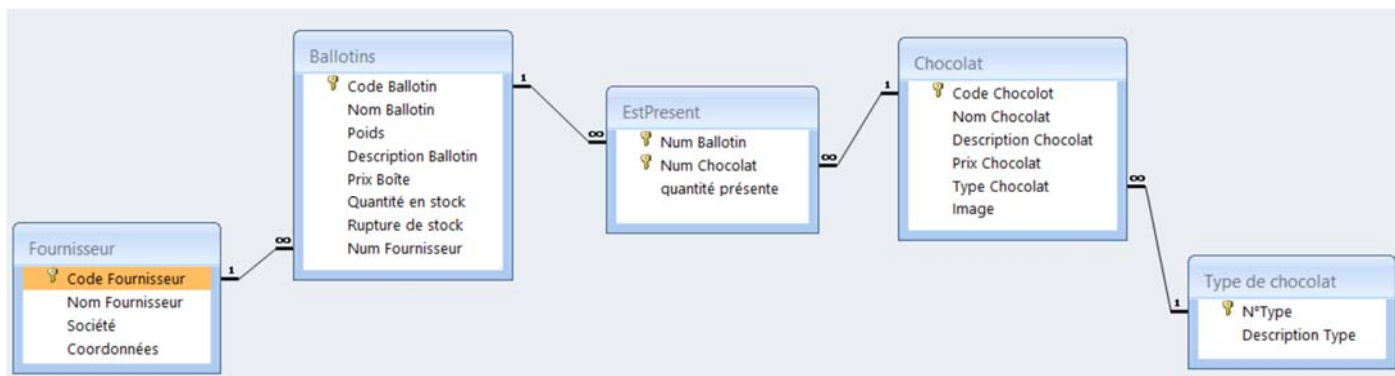 Ballotins
Code Ballotin
Nom Ballotin
Poids
Description Ballotin
Prix Boîte
Quantité en stock
Rupture de stock
Num Fournisseur
EstPresent
Num Ballotin
Num Chocolat
quantité présente
Chocolat
Code Chocolot
Nom Chocolat
Description Chocolat
Prix Chocolat
Type Chocolat
Image
Fournisseur
Code Fournisseur
Nom Fournisseur
Société
Coordonnées
Type de chocolat
N°Type
Description Type
1
∞
1
∞
1
∞
∞
1